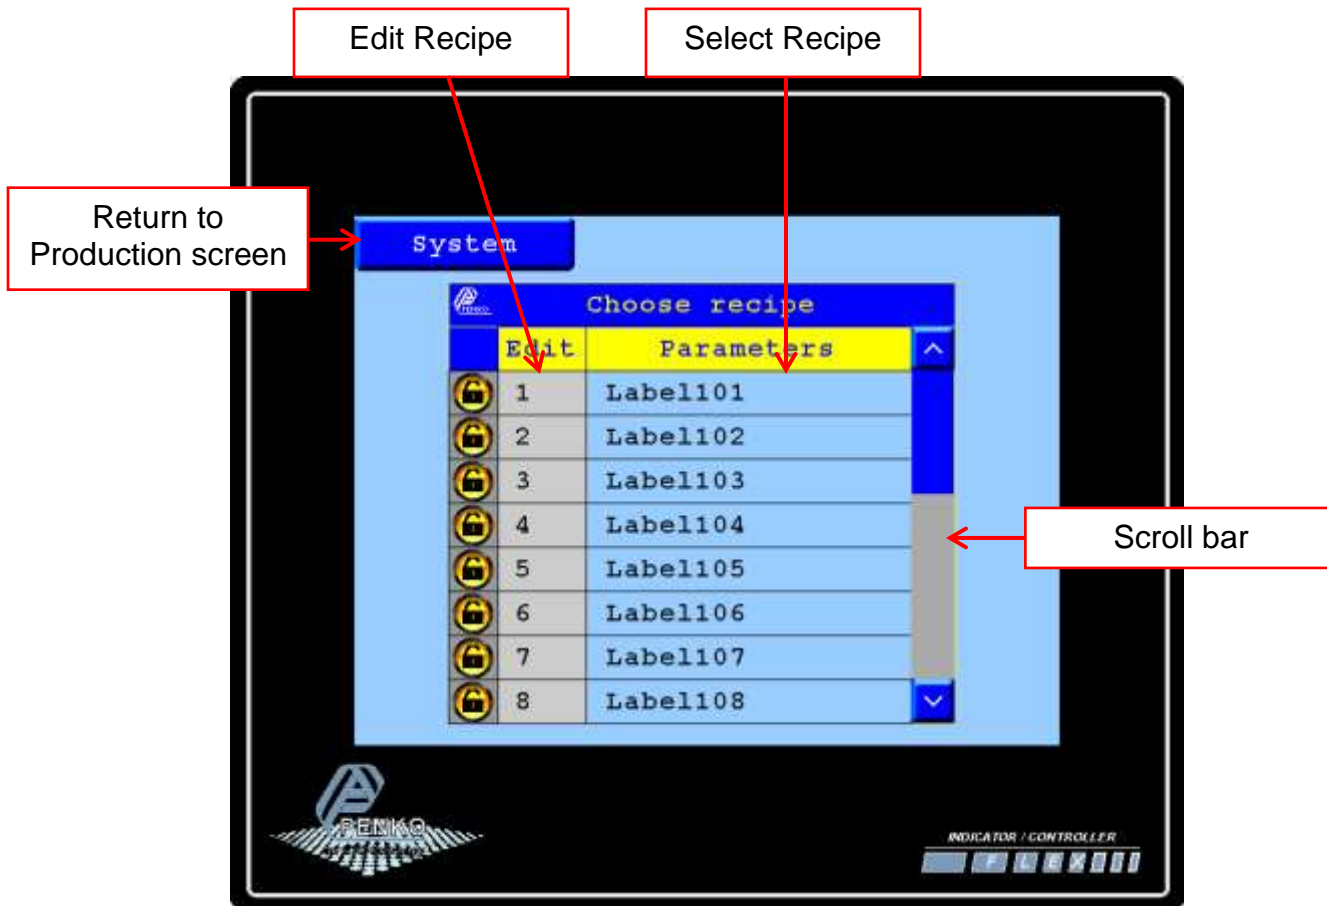 Edit Recipe
Select Recipe
Return to
Production screen
System
PENKO
Choose recipe
Edit Parameters
1 Label101
2 Label102
3 Label103
4 Label104
5 Label105
6 Label106
7 Label107
8 Label108
Scroll bar
PENKO
INDICATOR / CONTROLLER
FLEX